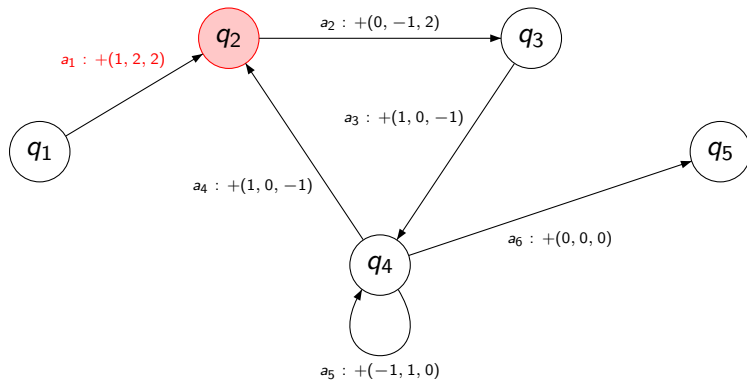 a₂ : +(0, −1, 2)
q₂
q₃
a₁ : +(1, 2, 2)
a₃ : +(1, 0, −1)
q₁
q₅
a₄ : +(1, 0, −1)
a₆ : +(0, 0, 0)
q₄
a₅ : +(−1, 1, 0)